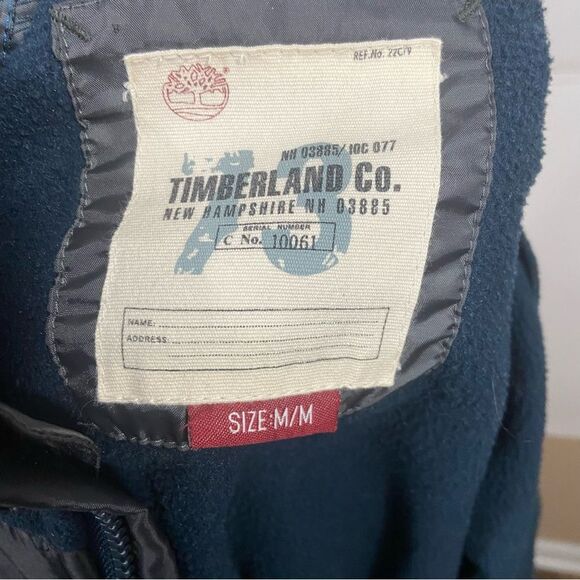 REF.No. 22C/9
73
NH 03885/10C 077
TIMBERLAND Co.
NEW HAMPSHIRE NH 03885
SERIAL NUMBER
C No. 10061
NAME:
ADDRESS:
SIZE:M/M